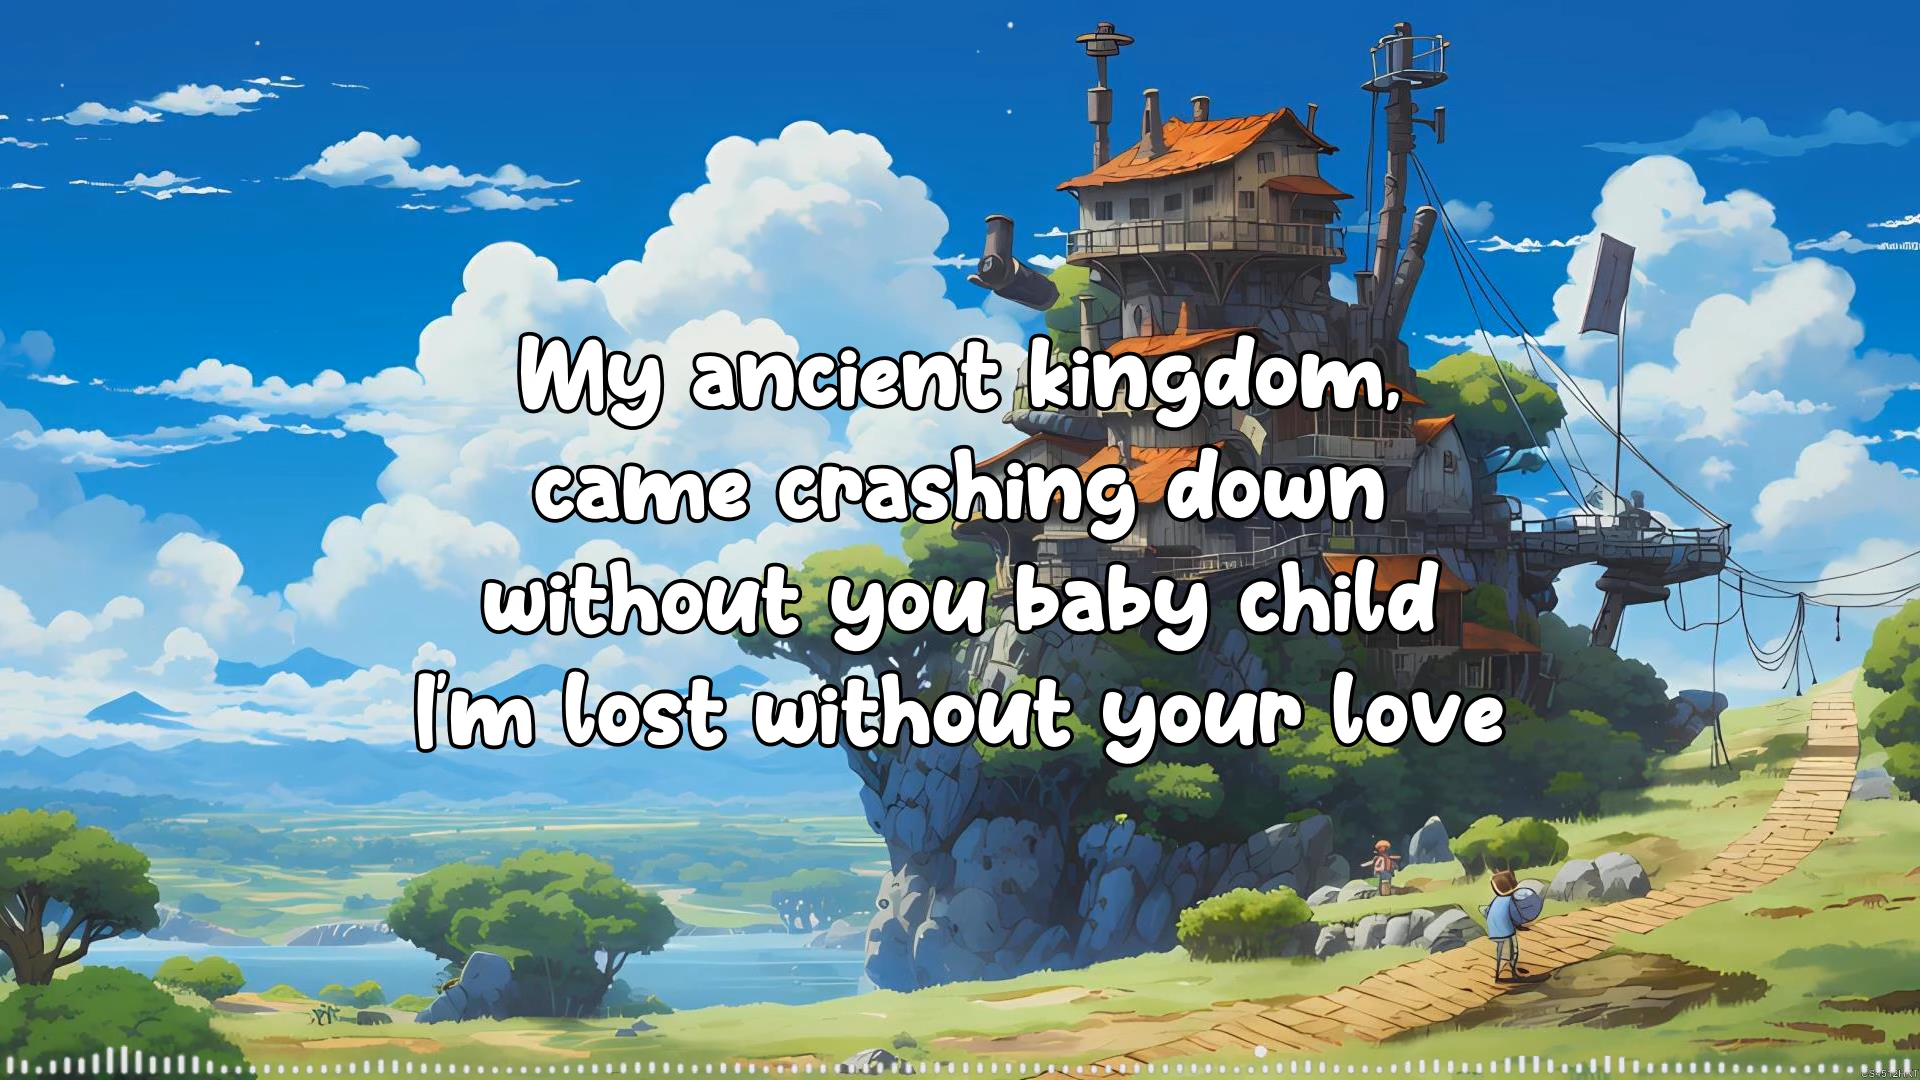 My ancient kingdom,
came crashing down
without you baby child
I'm lost without your love